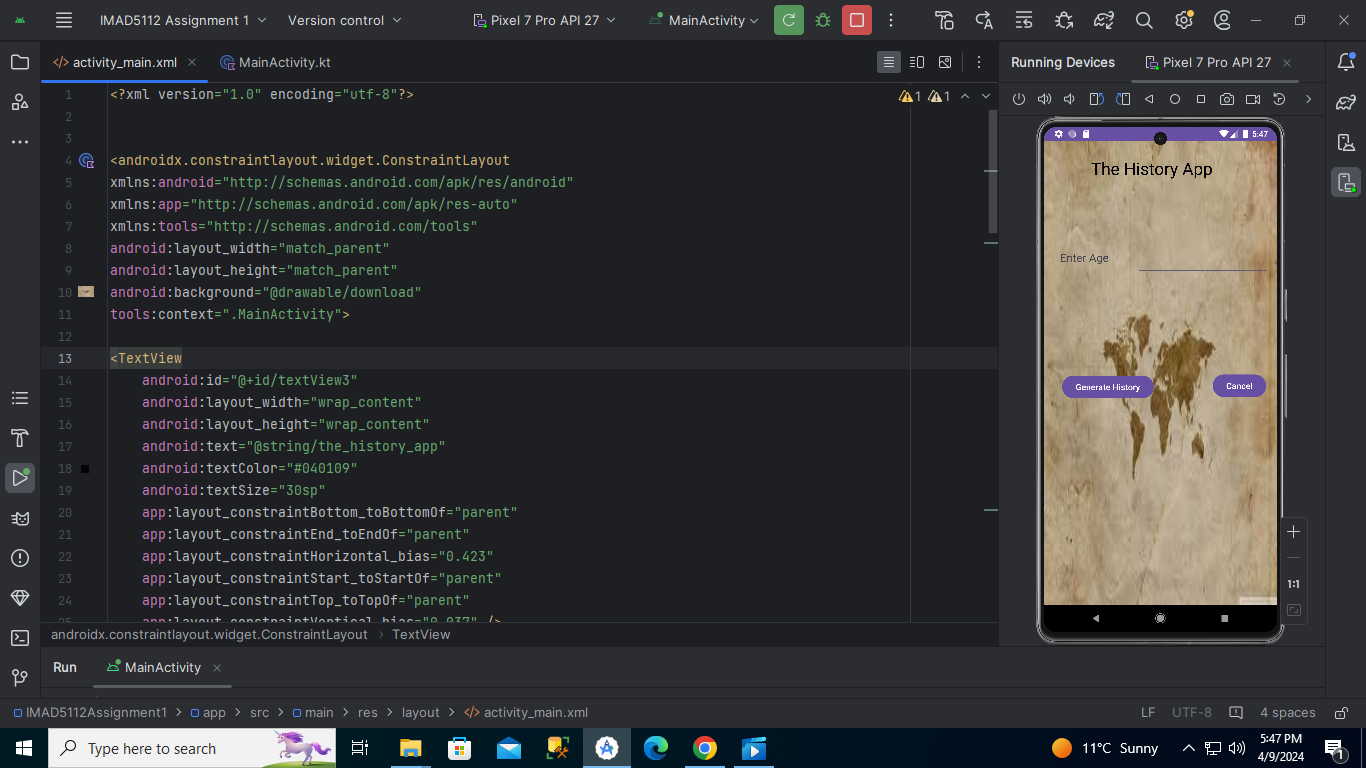 IMAD5112 Assignment 1
Version control
Pixel 7 Pro API 27
MainActivity
activity_main.xml
MainActivity.kt
Running Devices
Pixel 7 Pro API 27
1 <?xml version="1.0" encoding="utf-8"?>
1 1
2
3
4 <androidx.constraintlayout.widget.ConstraintLayout
5 xmlns:android="http://schemas.android.com/apk/res/android"
6 xmlns:app="http://schemas.android.com/apk/res-auto"
7 xmlns:tools="http://schemas.android.com/tools"
8 android:layout_width="match_parent"
9 android:layout_height="match_parent"
10 android:background="@drawable/download"
11 tools:context=".MainActivity">
12
13 <TextView
14 android:id="@+id/textView3"
15 android:layout_width="wrap_content"
16 android:layout_height="wrap_content"
17 android:text="@string/the_history_app"
18 android:textColor="#040109"
19 android:textSize="30sp"
20 app:layout_constraintBottom_toBottomOf="parent"
21 app:layout_constraintEnd_toEndOf="parent"
22 app:layout_constraintHorizontal_bias="0.423"
23 app:layout_constraintStart_toStartOf="parent"
24 app:layout_constraintTop_toTopOf="parent"
25 app:layout_constraintVertical_bias="0.037" />
androidx.constraintlayout.widget.ConstraintLayout › TextView
5:47
The History App
Enter Age
Generate History
Cancel
1:1
Run
MainActivity
IMAD5112Assignment1 > app > src > main > res > layout > activity_main.xml
LF UTF-8 4 spaces
Type here to search
11°C Sunny
5:47 PM
4/9/2024
1